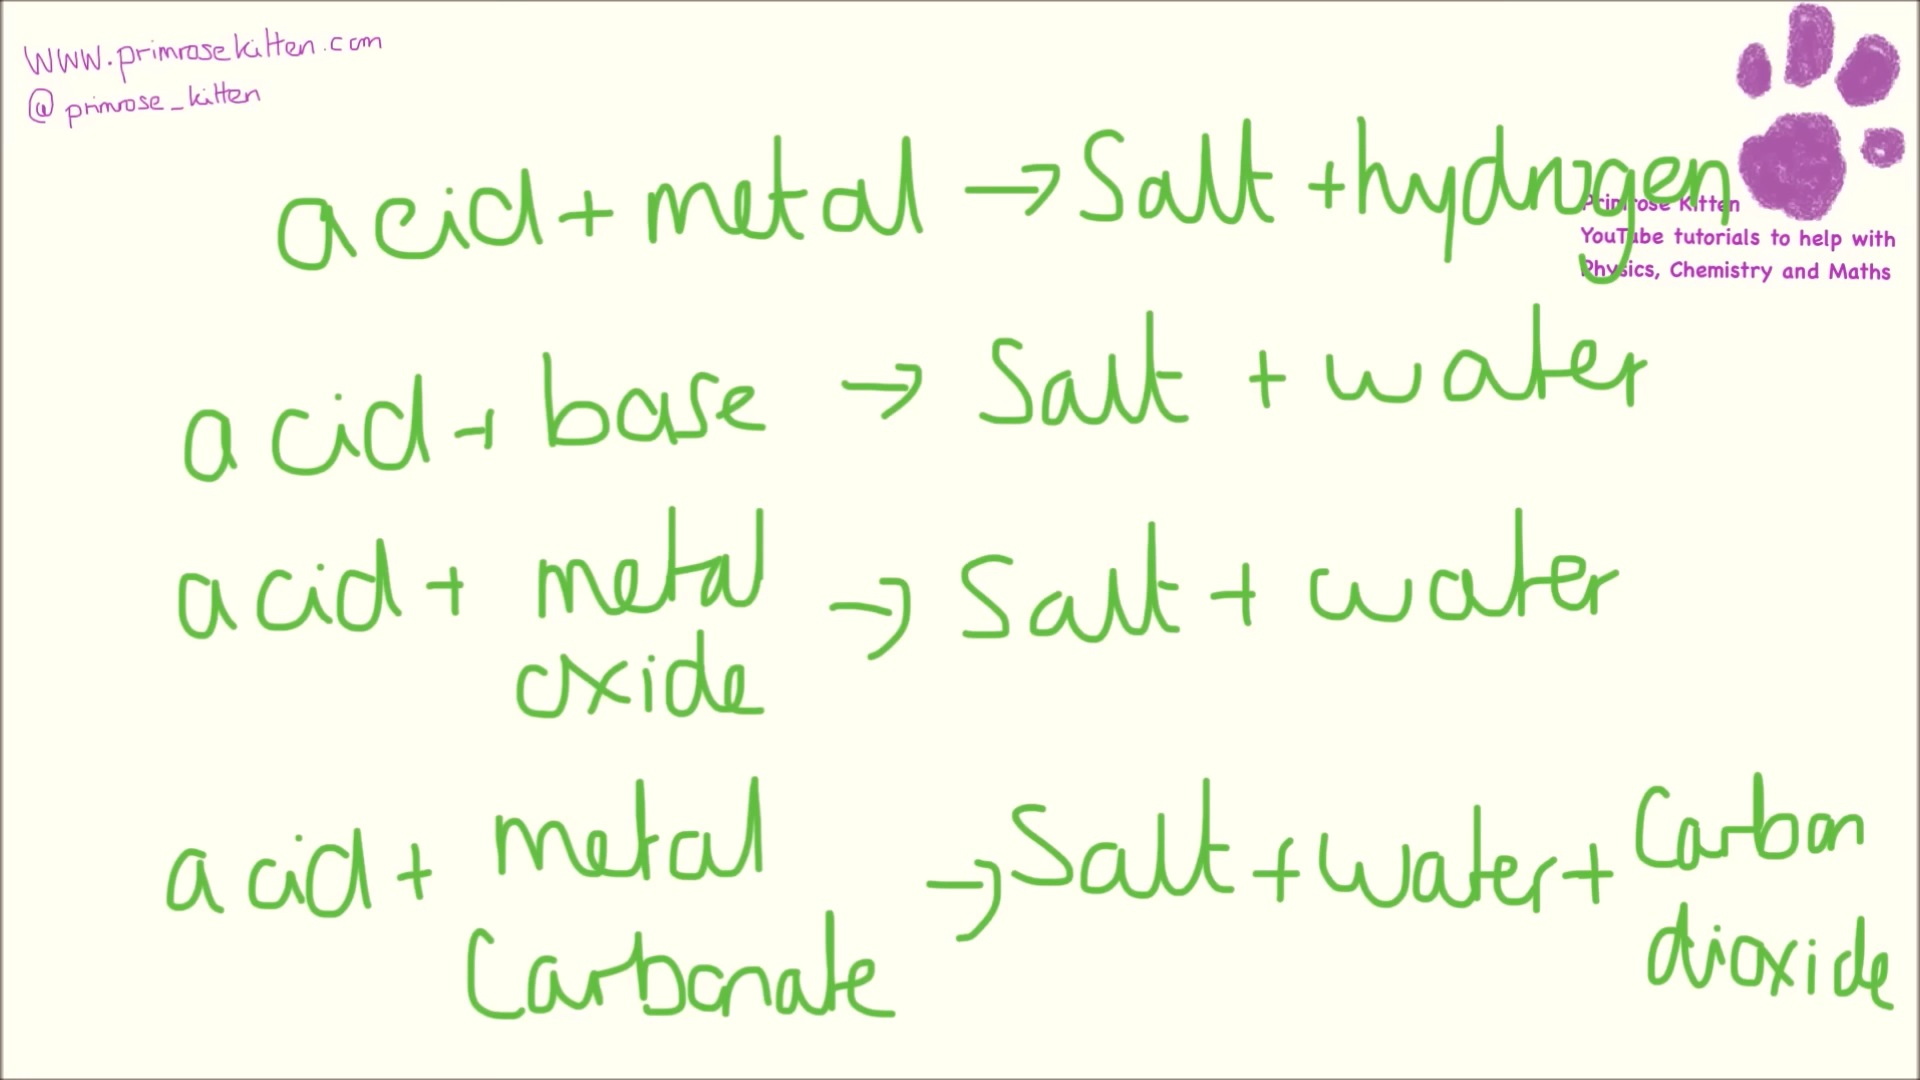 www.primrosekitten.com
@primrose_kitten
acid + metal → Salt + hydrogen
Primrose Kitten
YouTube tutorials to help with
Physics, Chemistry and Maths
acid + base → Salt + water
acid + metal oxide → Salt + water
acid + metal carbonate → Salt + water + Carbon dioxide